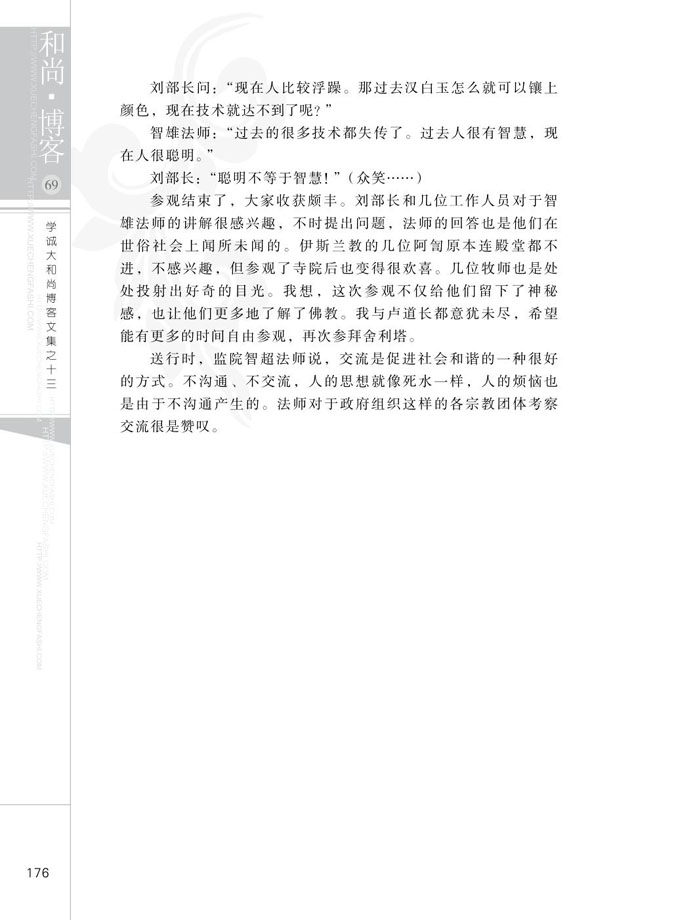 和尚·博客
69
学诚大和尚博客文集之十三
刘部长问：“现在人比较浮躁。那过去汉白玉怎么就可以镶上
颜色，现在技术就达不到了呢？”
智雄法师：“过去的很多技术都失传了。过去人很有智慧，现
在人很聪明。”
刘部长：“聪明不等于智慧！”（众笑……）
参观结束了，大家收获颇丰。刘部长和几位工作人员对于智
雄法师的讲解很感兴趣，不时提出问题，法师的回答也是他们在
世俗社会上闻所未闻的。伊斯兰教的几位阿訇原本连殿堂都不
进，不感兴趣，但参观了寺院后也变得很欢喜。几位牧师也是处
处投射出好奇的目光。我想，这次参观不仅给他们留下了神秘
感，也让他们更多地了解了佛教。我与卢道长都意犹未尽，希望
能有更多的时间自由参观，再次参拜舍利塔。
送行时，监院智超法师说，交流是促进社会和谐的一种很好
的方式。不沟通、不交流，人的思想就像死水一样，人的烦恼也
是由于不沟通产生的。法师对于政府组织这样的各宗教团体考察
交流很是赞叹。
HTTP://WWW.XUECHENGFASHI.COM
176